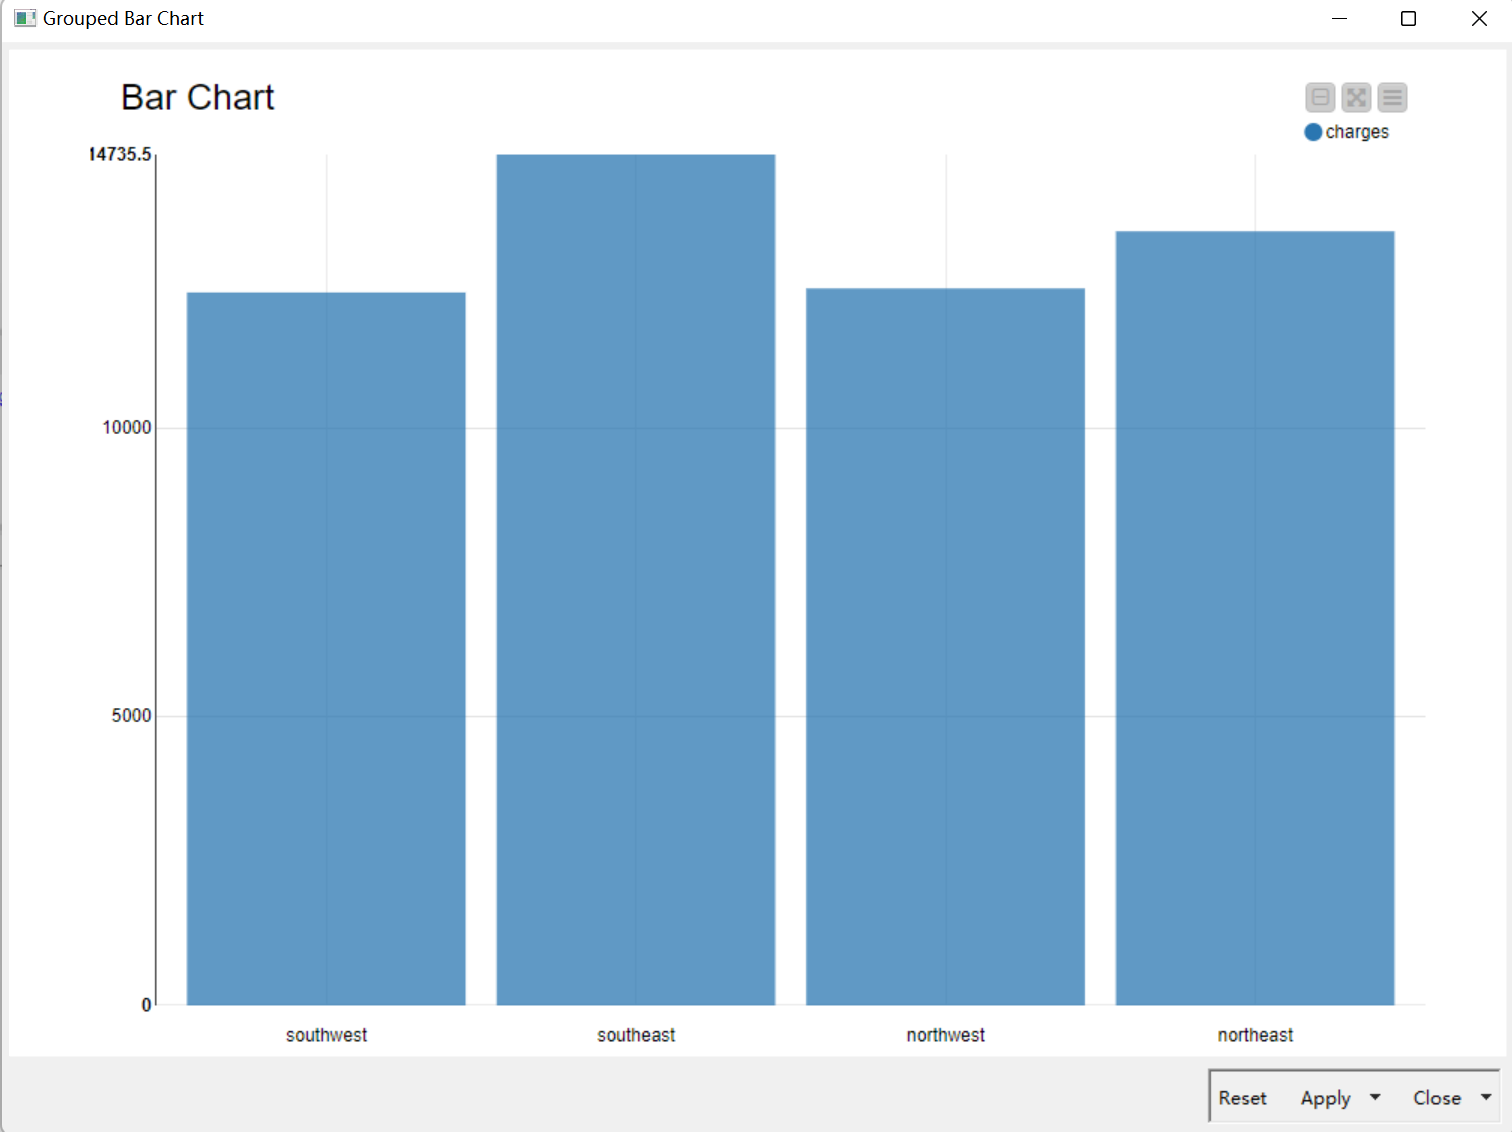 Grouped Bar Chart
Bar Chart
charges
14735.5
10000
5000
0
southwest southeast northwest northeast
Reset Apply Close